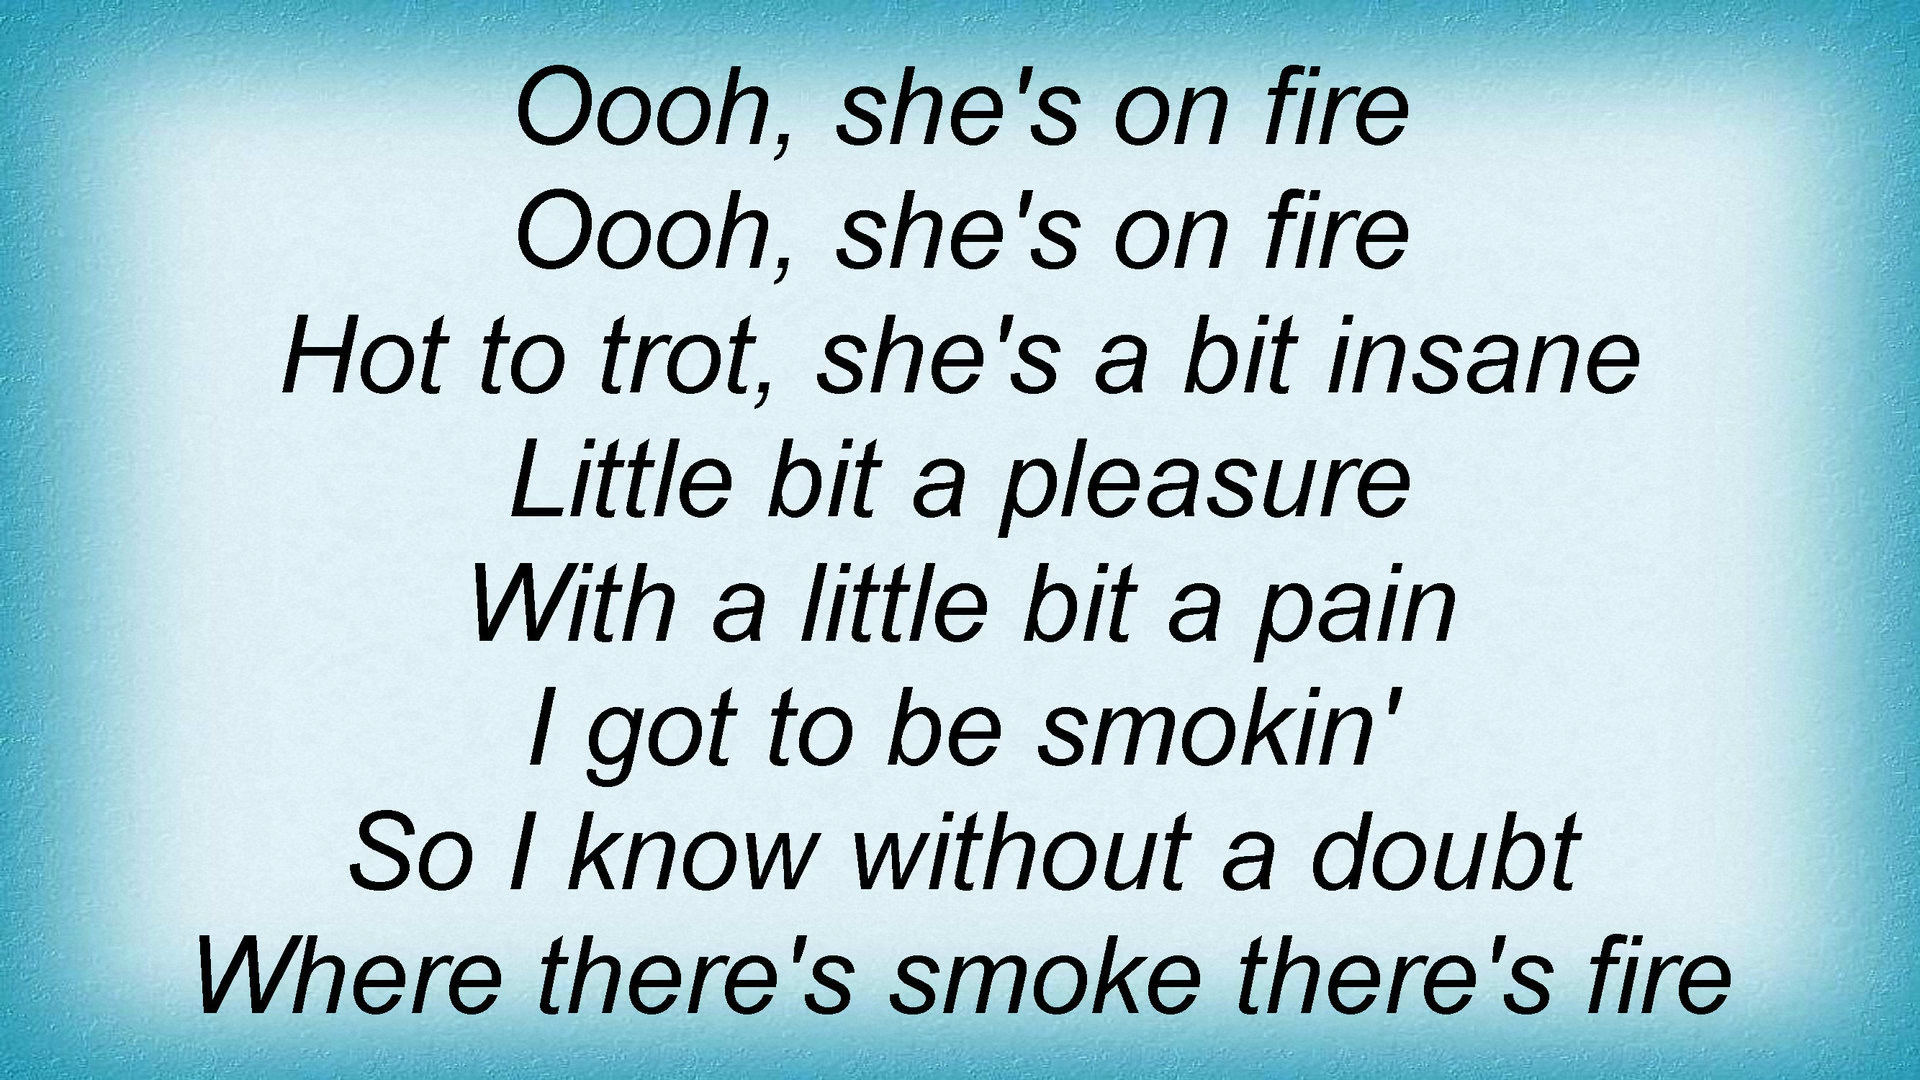 Oooh, she's on fire
Oooh, she's on fire
Hot to trot, she's a bit insane
Little bit a pleasure
With a little bit a pain
I got to be smokin'
So I know without a doubt
Where there's smoke there's fire